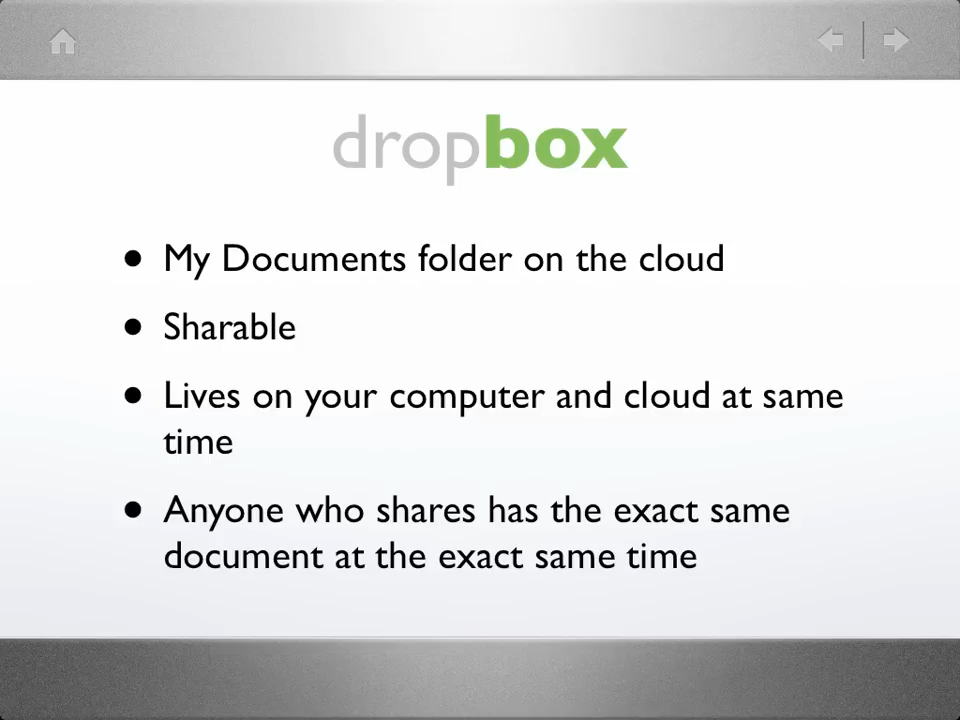 dropbox
• My Documents folder on the cloud
• Sharable
• Lives on your computer and cloud at same
time
• Anyone who shares has the exact same
document at the exact same time